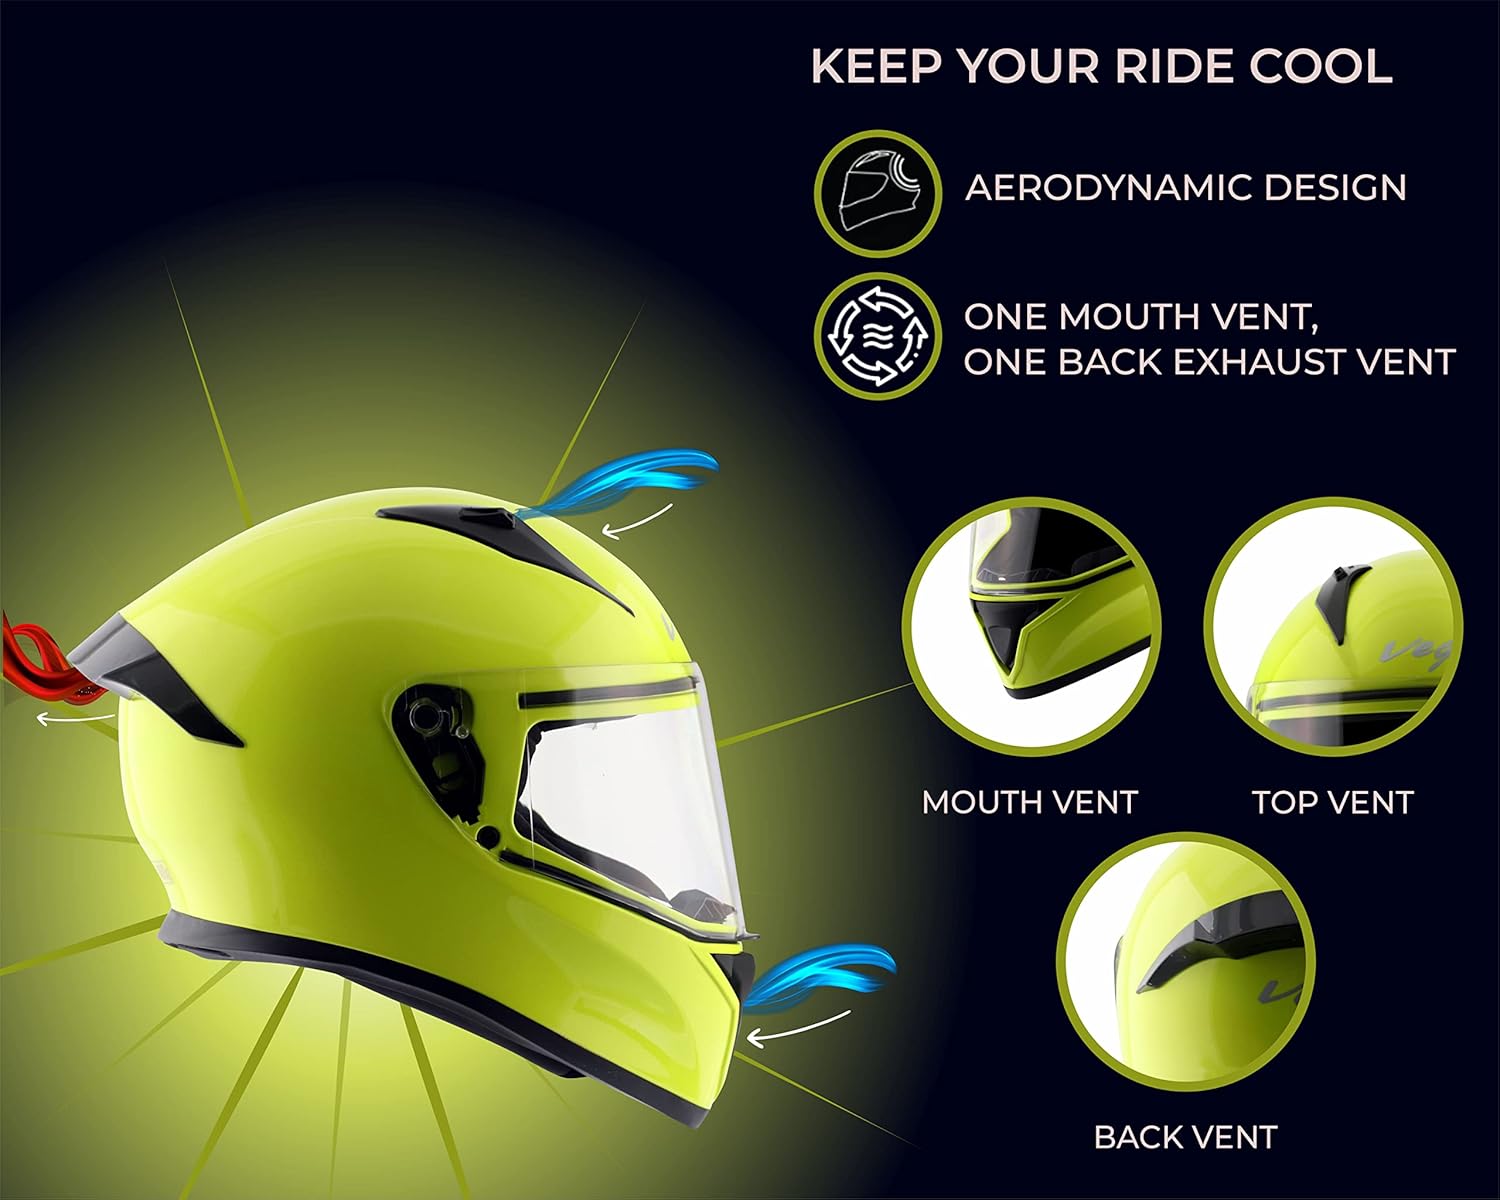 KEEP YOUR RIDE COOL
AERODYNAMIC DESIGN
ONE MOUTH VENT,
ONE BACK EXHAUST VENT
MOUTH VENT
TOP VENT
BACK VENT